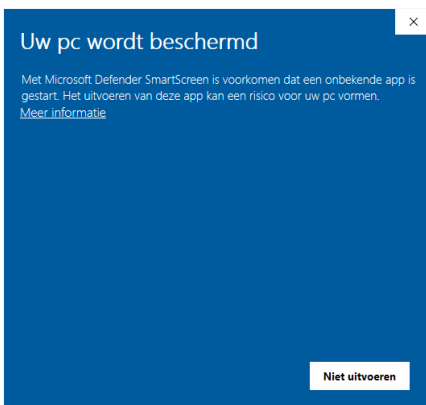 Uw pc wordt beschermd
Met Microsoft Defender SmartScreen is voorkomen dat een onbekende app is
gestart. Het uitvoeren van deze app kan een risico voor uw pc vormen.
Meer informatie
Niet uitvoeren